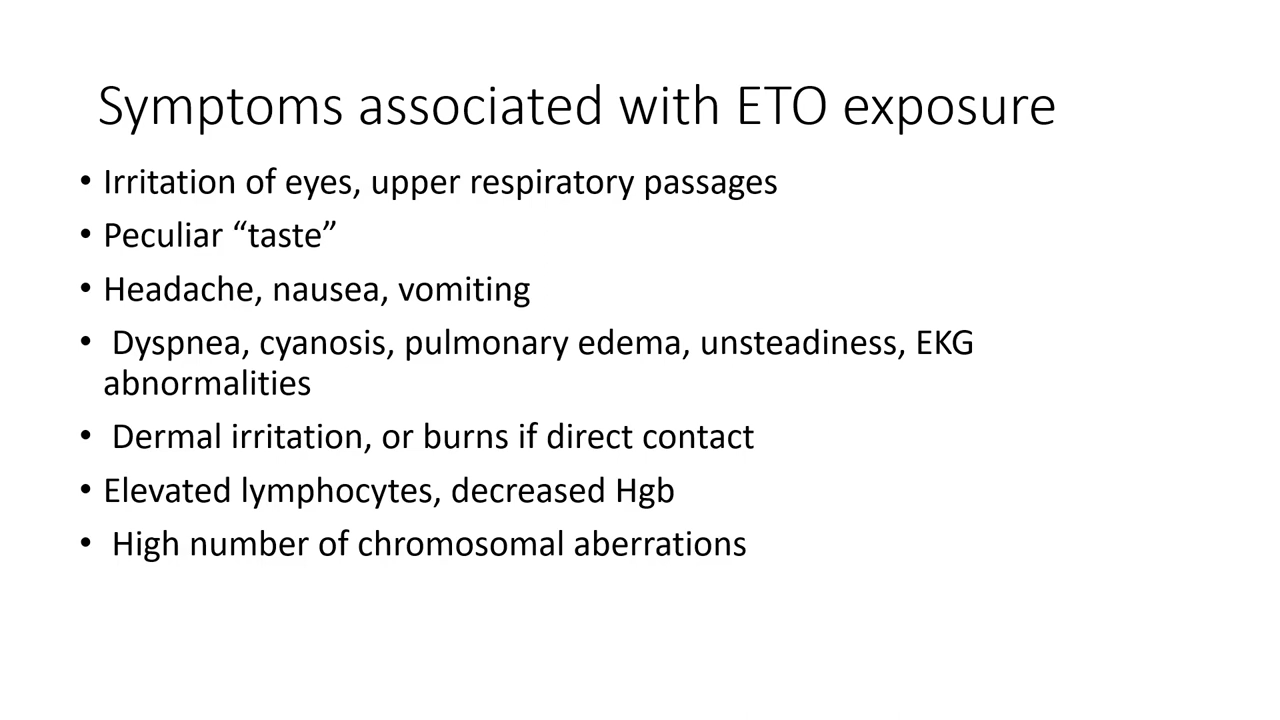 Symptoms associated with ETO exposure
• Irritation of eyes, upper respiratory passages
• Peculiar “taste”
• Headache, nausea, vomiting
• Dyspnea, cyanosis, pulmonary edema, unsteadiness, EKG
abnormalities
• Dermal irritation, or burns if direct contact
• Elevated lymphocytes, decreased Hgb
• High number of chromosomal aberrations